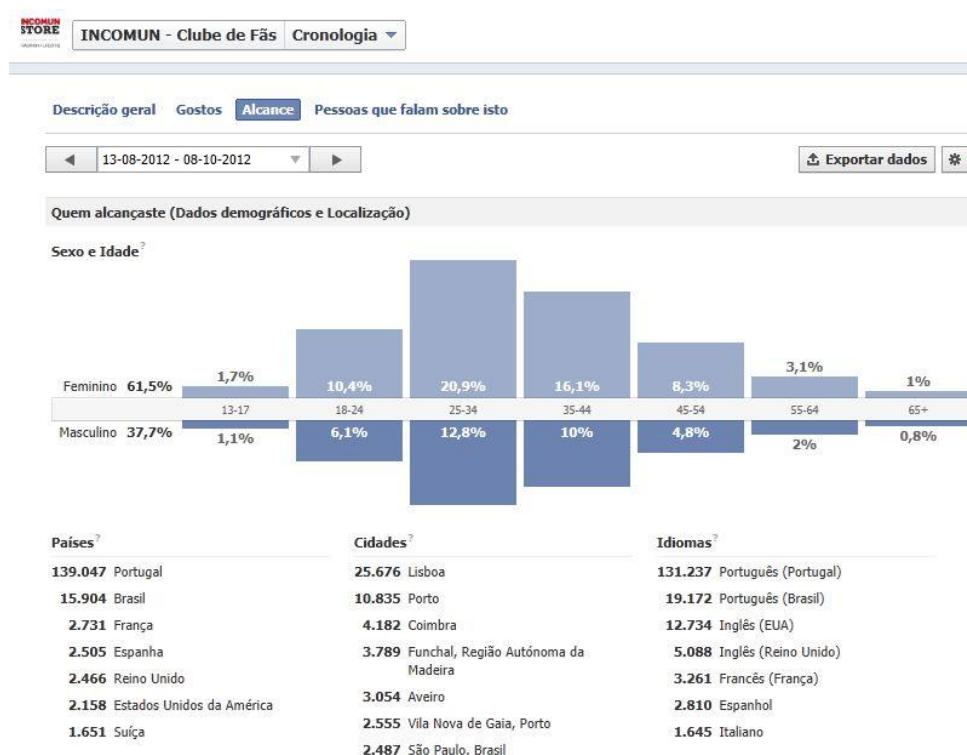 INCOMUN
STORE
INCOMUN - Clube de Fãs Cronologia
Descrição geral Gostos Alcance Pessoas que falam sobre isto
13-08-2012 - 08-10-2012
Exportar dados
Quem alcançaste (Dados demográficos e Localização)
Sexo e Idade?
Feminino 61,5% 1,7% 10,4% 20,9% 16,1% 8,3% 3,1% 1%
13-17 18-24 25-34 35-44 45-54 55-64 65+
Masculino 37,7% 1,1% 6,1% 12,8% 10% 4,8% 2% 0,8%
Países?
139.047 Portugal
15.904 Brasil
2.731 França
2.505 Espanha
2.466 Reino Unido
2.158 Estados Unidos da América
1.651 Suíça
Cidades?
25.676 Lisboa
10.835 Porto
4.182 Coimbra
3.789 Funchal, Região Autónoma da
Madeira
3.054 Aveiro
2.555 Vila Nova de Gaia, Porto
2.487 São Paulo, Brasil
Idiomas?
131.237 Português (Portugal)
19.172 Português (Brasil)
12.734 Inglês (EUA)
5.088 Inglês (Reino Unido)
3.261 Francês (França)
2.810 Espanhol
1.645 Italiano